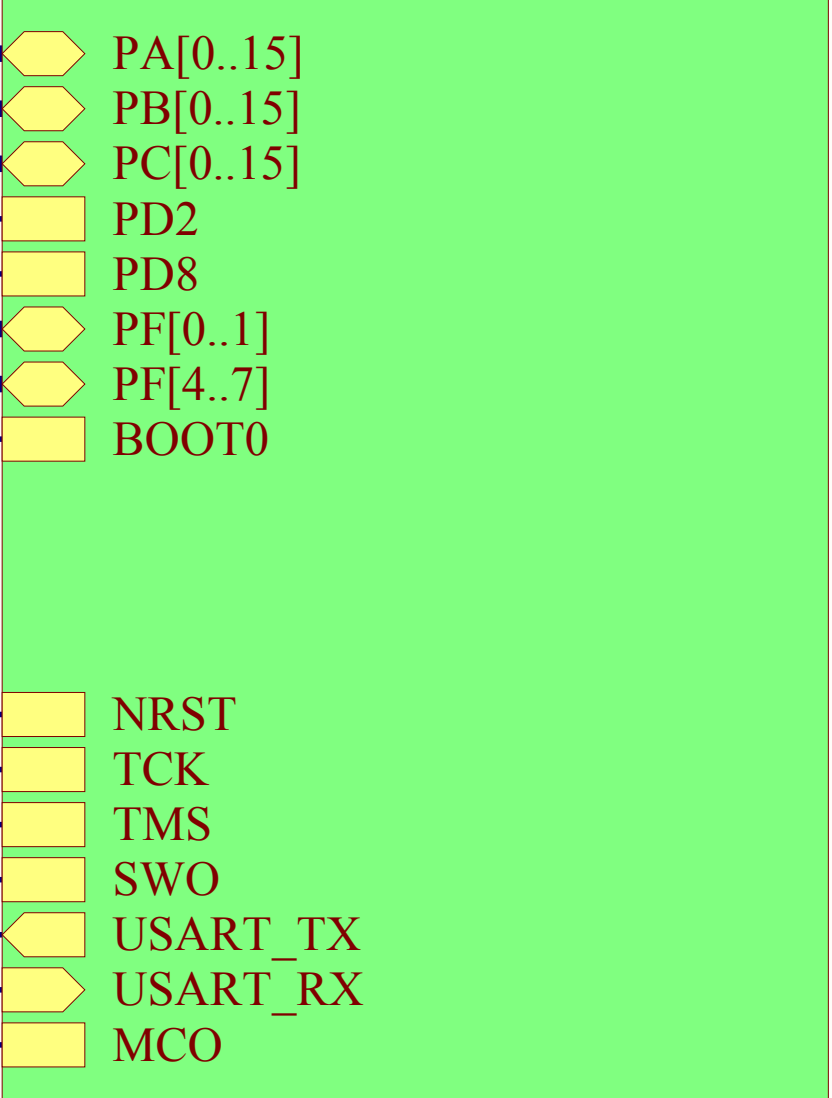 PA[0..15]
PB[0..15]
PC[0..15]
PD2
PD8
PF[0..1]
PF[4..7]
BOOT0
NRST
TCK
TMS
SWO
USART_TX
USART_RX
MCO